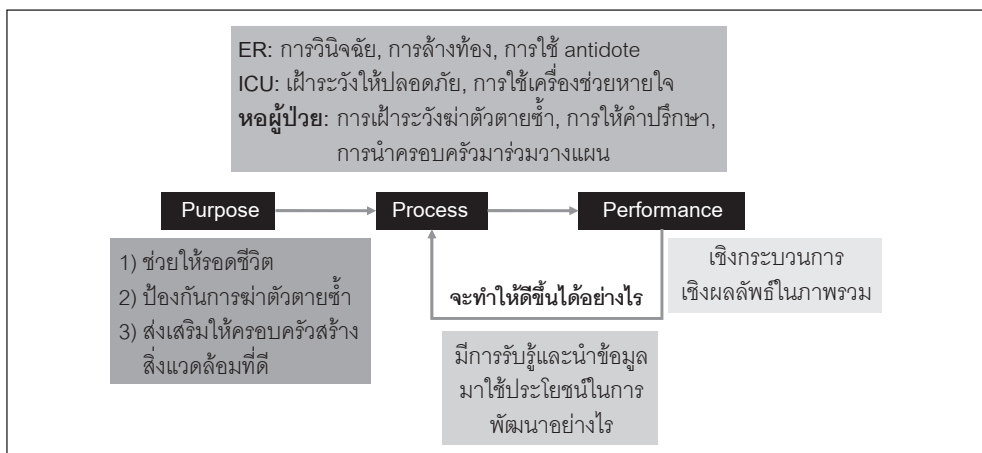 ER: การวินิจฉัย, การล้างท้อง, การใช้ antidote
ICU: เฝ้าระวังให้ปลอดภัย, การใช้เครื่องช่วยหายใจ
หอผู้ป่วย: การเฝ้าระวังฆ่าตัวตายซ้ำ, การให้คำปรึกษา,
การนำครอบครัวมาร่วมวางแผน
Purpose
Process
Performance
1) ช่วยให้รอดชีวิต
2) ป้องกันการฆ่าตัวตายซ้ำ
3) ส่งเสริมให้ครอบครัวสร้าง
สิ่งแวดล้อมที่ดี
จะทำให้ดีขึ้นได้อย่างไร
เชิงกระบวนการ
เชิงผลลัพธ์ในภาพรวม
มีการรับรู้และนำข้อมูล
มาใช้ประโยชน์ในการ
พัฒนาอย่างไร